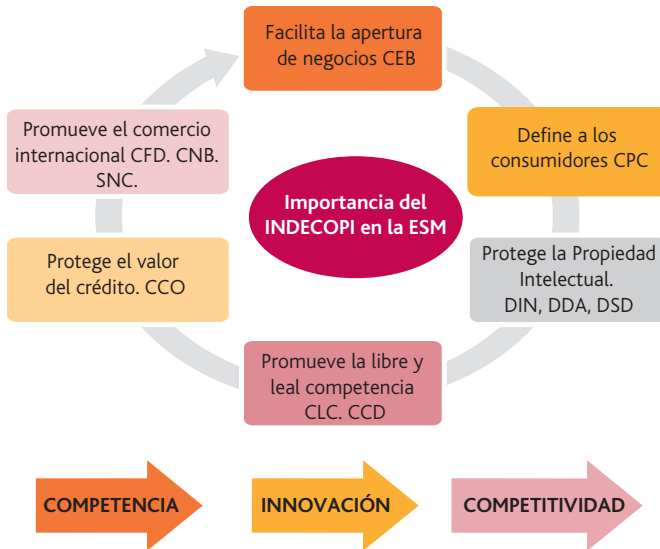 Facilita la apertura
de negocios CEB
Define a los
consumidores CPC
Protege la Propiedad
Intelectual.
DIN, DDA, DSD
Promueve la libre y
leal competencia
CLC. CCD
Protege el valor
del crédito. CCO
Promueve el comercio
internacional CFD. CNB.
SNC.
Importancia del
INDECOPI en la ESM
COMPETENCIA
INNOVACIÓN
COMPETITIVIDAD